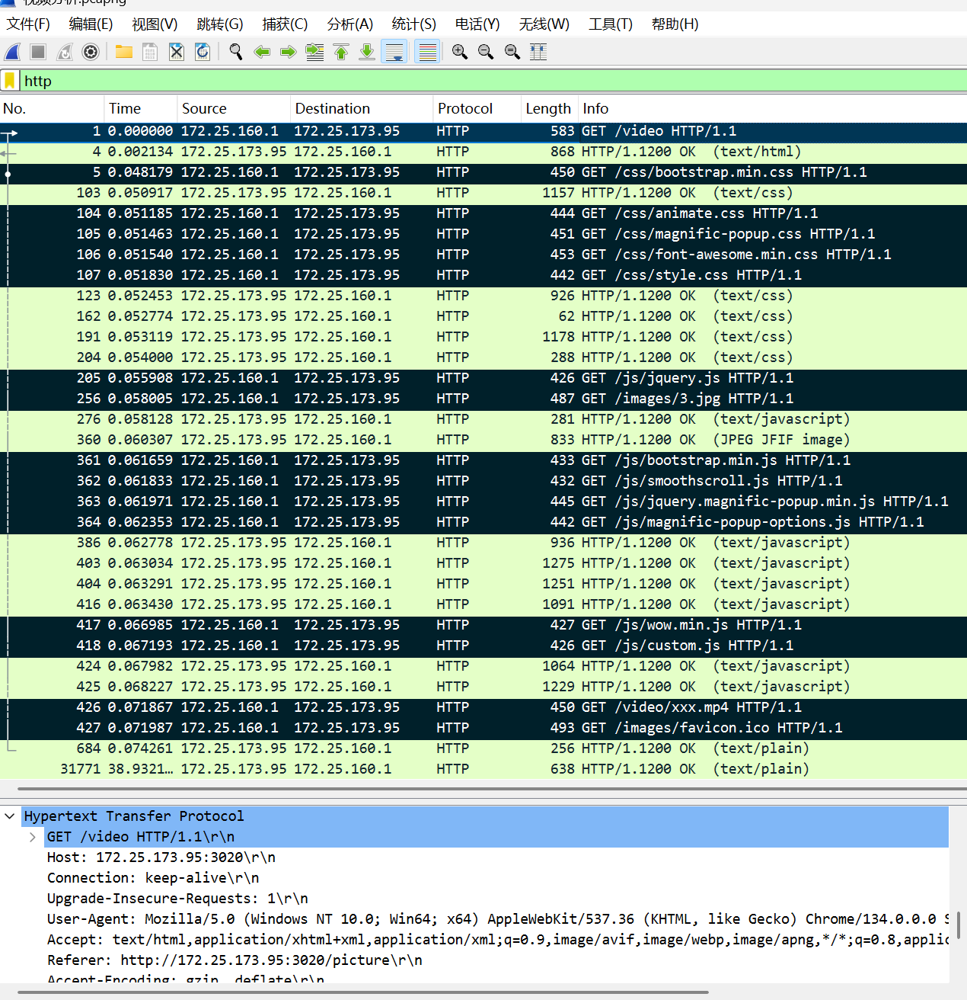 视频分析.pcapng
文件(F) 编辑(E) 视图(V) 跳转(G) 捕获(C) 分析(A) 统计(S) 电话(Y) 无线(W) 工具(T) 帮助(H)
http
No. Time Source Destination Protocol Length Info
1 0.000000 172.25.160.1 172.25.173.95 HTTP 583 GET /video HTTP/1.1
4 0.002134 172.25.173.95 172.25.160.1 HTTP 868 HTTP/1.1200 OK (text/html)
5 0.048179 172.25.160.1 172.25.173.95 HTTP 450 GET /css/bootstrap.min.css HTTP/1.1
103 0.050917 172.25.173.95 172.25.160.1 HTTP 1157 HTTP/1.1200 OK (text/css)
104 0.051185 172.25.160.1 172.25.173.95 HTTP 444 GET /css/animate.css HTTP/1.1
105 0.051463 172.25.160.1 172.25.173.95 HTTP 451 GET /css/magnific-popup.css HTTP/1.1
106 0.051540 172.25.160.1 172.25.173.95 HTTP 453 GET /css/font-awesome.min.css HTTP/1.1
107 0.051830 172.25.160.1 172.25.173.95 HTTP 442 GET /css/style.css HTTP/1.1
123 0.052453 172.25.173.95 172.25.160.1 HTTP 926 HTTP/1.1200 OK (text/css)
162 0.052774 172.25.173.95 172.25.160.1 HTTP 62 HTTP/1.1200 OK (text/css)
191 0.053119 172.25.173.95 172.25.160.1 HTTP 1178 HTTP/1.1200 OK (text/css)
204 0.054000 172.25.173.95 172.25.160.1 HTTP 288 HTTP/1.1200 OK (text/css)
205 0.055908 172.25.160.1 172.25.173.95 HTTP 426 GET /js/jquery.js HTTP/1.1
256 0.058005 172.25.160.1 172.25.173.95 HTTP 487 GET /images/3.jpg HTTP/1.1
276 0.058128 172.25.173.95 172.25.160.1 HTTP 281 HTTP/1.1200 OK (text/javascript)
360 0.060307 172.25.173.95 172.25.160.1 HTTP 833 HTTP/1.1200 OK (JPEG JFIF image)
361 0.061659 172.25.160.1 172.25.173.95 HTTP 433 GET /js/bootstrap.min.js HTTP/1.1
362 0.061833 172.25.160.1 172.25.173.95 HTTP 432 GET /js/smoothscroll.js HTTP/1.1
363 0.061971 172.25.160.1 172.25.173.95 HTTP 445 GET /js/jquery.magnific-popup.min.js HTTP/1.1
364 0.062353 172.25.160.1 172.25.173.95 HTTP 442 GET /js/magnific-popup-options.js HTTP/1.1
386 0.062778 172.25.173.95 172.25.160.1 HTTP 936 HTTP/1.1200 OK (text/javascript)
403 0.063034 172.25.173.95 172.25.160.1 HTTP 1275 HTTP/1.1200 OK (text/javascript)
404 0.063291 172.25.173.95 172.25.160.1 HTTP 1251 HTTP/1.1200 OK (text/javascript)
416 0.063430 172.25.173.95 172.25.160.1 HTTP 1091 HTTP/1.1200 OK (text/javascript)
417 0.066985 172.25.160.1 172.25.173.95 HTTP 427 GET /js/wow.min.js HTTP/1.1
418 0.067193 172.25.160.1 172.25.173.95 HTTP 426 GET /js/custom.js HTTP/1.1
424 0.067982 172.25.173.95 172.25.160.1 HTTP 1064 HTTP/1.1200 OK (text/javascript)
425 0.068227 172.25.173.95 172.25.160.1 HTTP 1229 HTTP/1.1200 OK (text/javascript)
426 0.071867 172.25.160.1 172.25.173.95 HTTP 450 GET /video/xxx.mp4 HTTP/1.1
427 0.071987 172.25.160.1 172.25.173.95 HTTP 493 GET /images/favicon.ico HTTP/1.1
684 0.074261 172.25.173.95 172.25.160.1 HTTP 256 HTTP/1.1200 OK (text/plain)
31771 38.9321… 172.25.173.95 172.25.160.1 HTTP 638 HTTP/1.1200 OK (text/plain)
Hypertext Transfer Protocol
GET /video HTTP/1.1\r\n
Host: 172.25.173.95:3020\r\n
Connection: keep-alive\r\n
Upgrade-Insecure-Requests: 1\r\n
User-Agent: Mozilla/5.0 (Windows NT 10.0; Win64; x64) AppleWebKit/537.36 (KHTML, like Gecko) Chrome/134.0.0.0 S
Accept: text/html,application/xhtml+xml,application/xml;q=0.9,image/avif,image/webp,image/apng,*/*;q=0.8,applic
Referer: http://172.25.173.95:3020/picture\r\n
Accept-Encoding: gzip, deflate\r\n